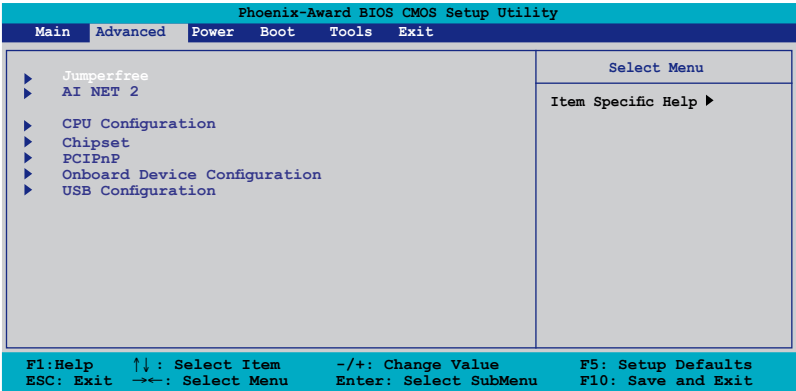 Phoenix-Award BIOS CMOS Setup Utility
Main Advanced Power Boot Tools Exit
Jumperfree
AI NET 2
CPU Configuration
Chipset
PCIPnP
Onboard Device Configuration
USB Configuration
Select Menu
Item Specific Help
F1:Help ↑↓: Select Item -/+: Change Value F5: Setup Defaults
ESC: Exit →←: Select Menu Enter: Select SubMenu F10: Save and Exit